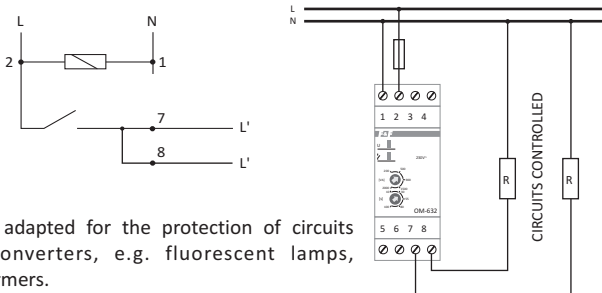 L N
2 1
7 L'
8 L'
adapted for the protection of circuits
onverters, e.g. fluorescent lamps,
rmers.
L
N
1 2 3 4
230V~
OM-632
5 6 7 8
R
CIRCUITS CONTROLLED
R